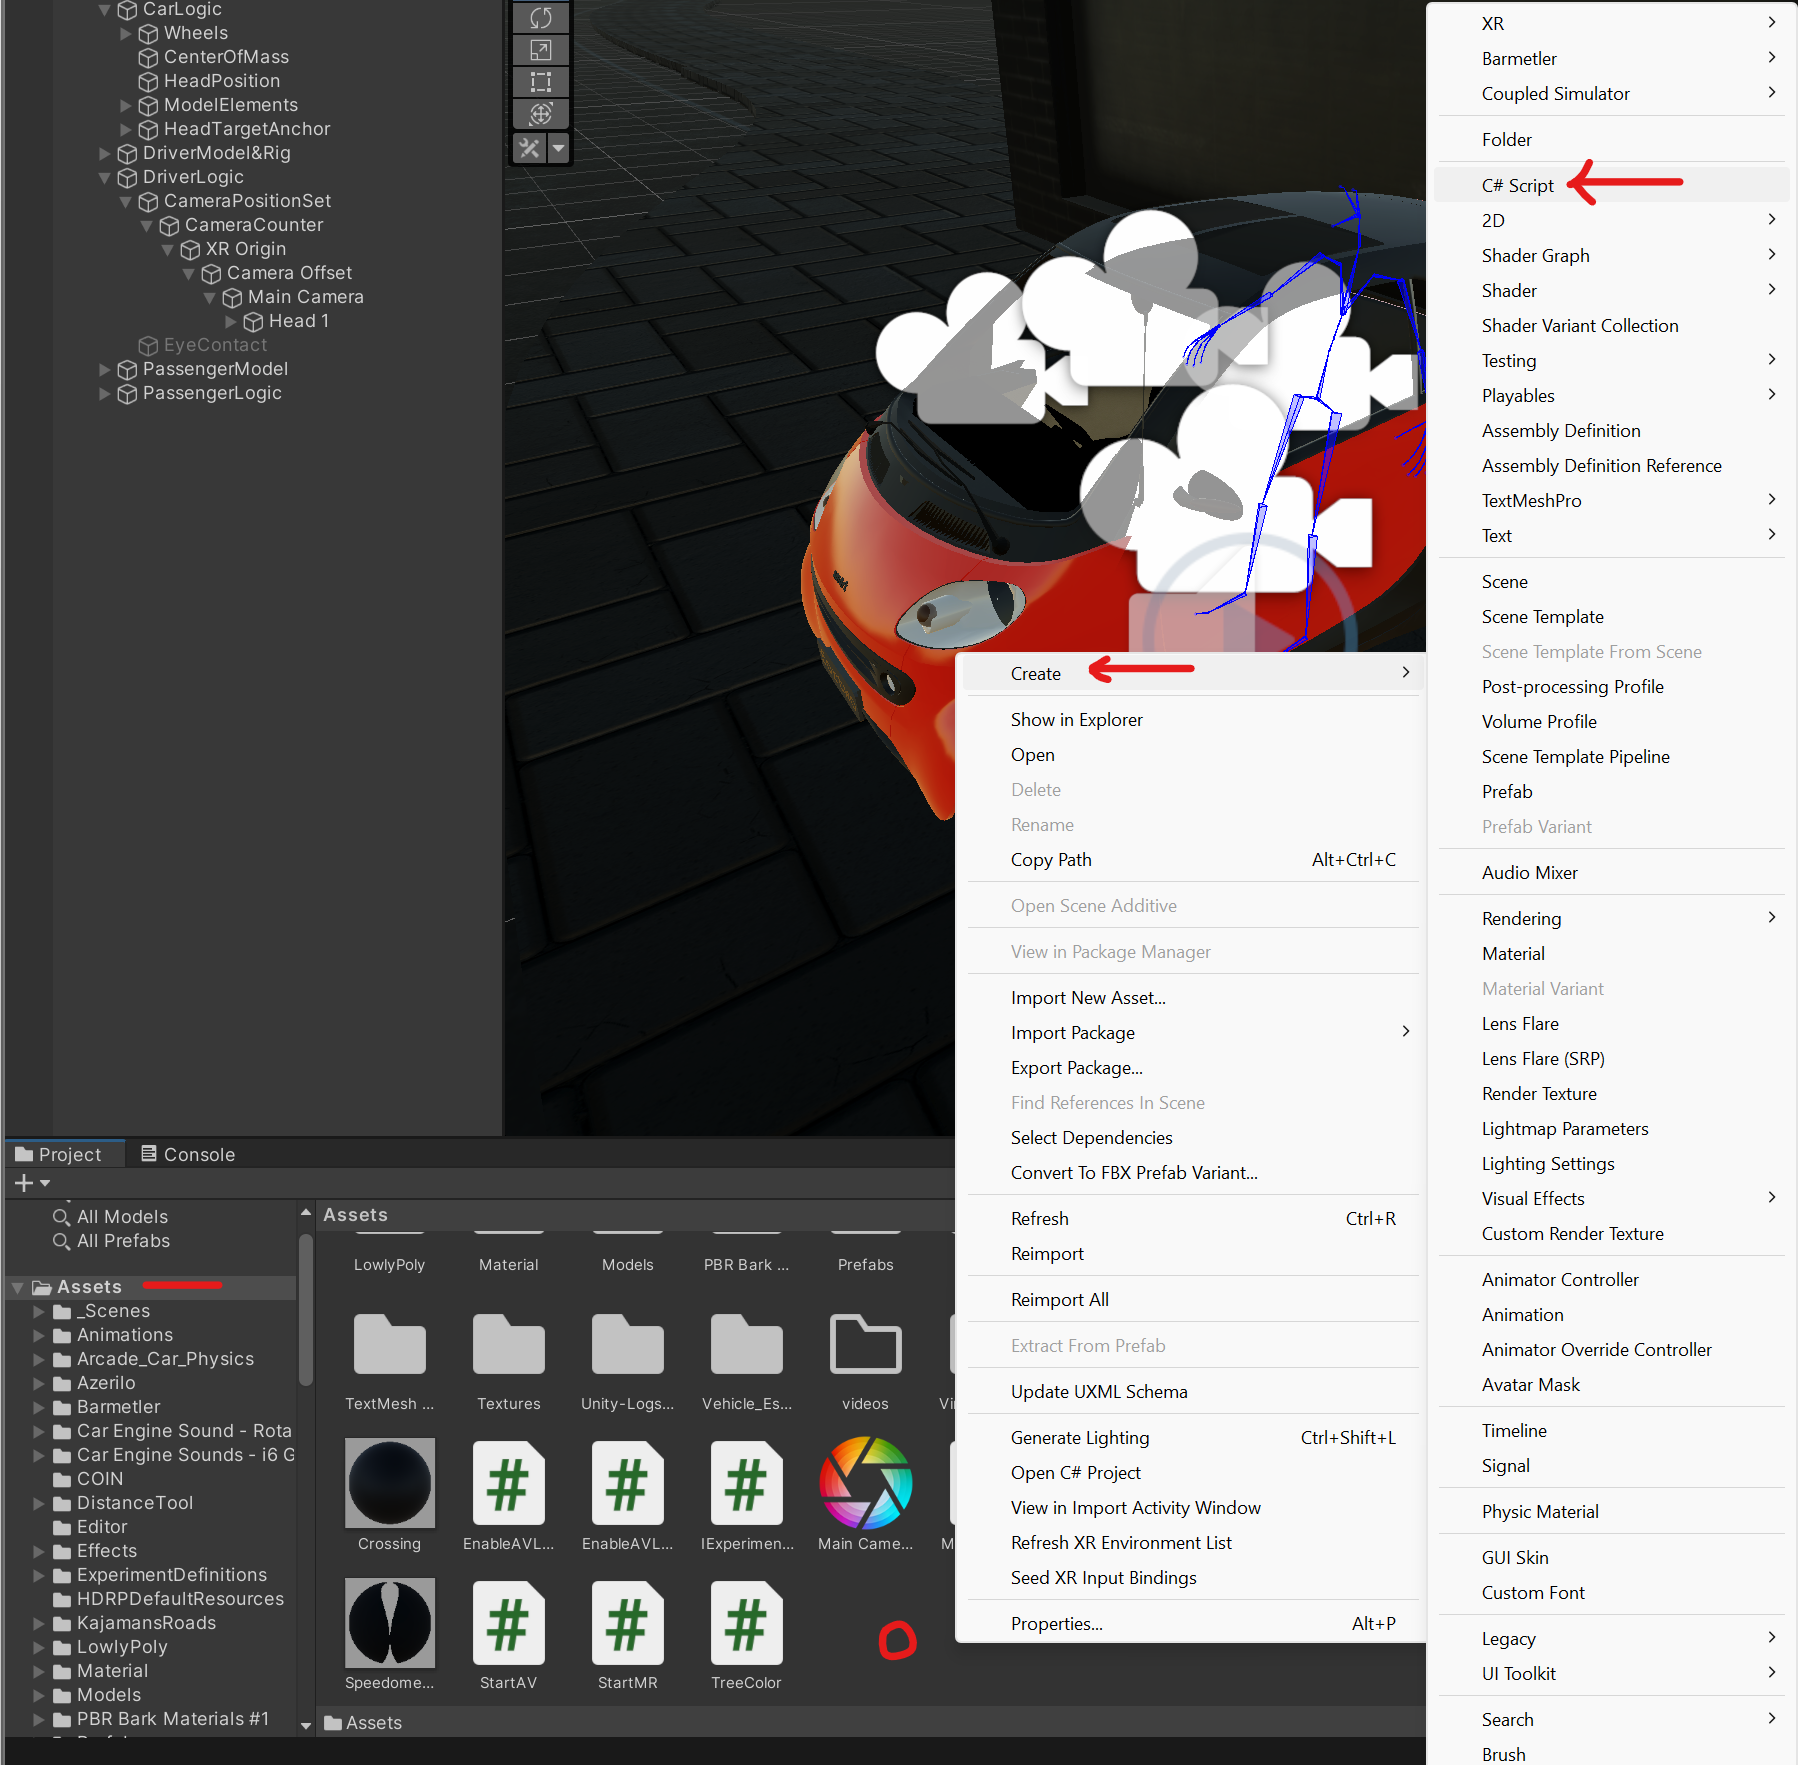 CarLogic
Wheels
CenterOfMass
HeadPosition
ModelElements
HeadTargetAnchor
DriverModel&Rig
DriverLogic
CameraPositionSet
CameraCounter
XR Origin
Camera Offset
Main Camera
Head 1
EyeContact
PassengerModel
PassengerLogic
XR
Barmetler
Coupled Simulator
Folder
C# Script
2D
Shader Graph
Shader
Shader Variant Collection
Testing
Playables
Assembly Definition
Assembly Definition Reference
TextMeshPro
Text
Scene
Scene Template
Scene Template From Scene
Post-processing Profile
Volume Profile
Scene Template Pipeline
Prefab
Prefab Variant
Audio Mixer
Rendering
Material
Material Variant
Lens Flare
Lens Flare (SRP)
Render Texture
Lightmap Parameters
Lighting Settings
Visual Effects
Custom Render Texture
Animator Controller
Animation
Animator Override Controller
Avatar Mask
Timeline
Signal
Physic Material
GUI Skin
Custom Font
Legacy
UI Toolkit
Search
Brush
Create
Show in Explorer
Open
Delete
Rename
Copy Path Alt+Ctrl+C
Open Scene Additive
View in Package Manager
Import New Asset...
Import Package
Export Package...
Find References In Scene
Select Dependencies
Convert To FBX Prefab Variant...
Refresh Ctrl+R
Reimport
Reimport All
Extract From Prefab
Update UXML Schema
Generate Lighting Ctrl+Shift+L
Open C# Project
View in Import Activity Window
Refresh XR Environment List
Seed XR Input Bindings
Properties... Alt+P
Project Console
All Models
All Prefabs
Assets
_Scenes
Animations
Arcade_Car_Physics
Azerilo
Barmetler
Car Engine Sound - Rota
Car Engine Sounds - i6 G
COIN
DistanceTool
Editor
Effects
ExperimentDefinitions
HDRPDefaultResources
KajamansRoads
LowlyPoly
Material
Models
PBR Bark Materials #1
Assets
LowlyPoly Material Models PBR Bark ... Prefabs
TextMesh ... Textures Unity-Logs... Vehicle_Es... videos
Crossing EnableAVL... EnableAVL... IExperimen... Main Came...
Speedome... StartAV StartMR TreeColor
Assets